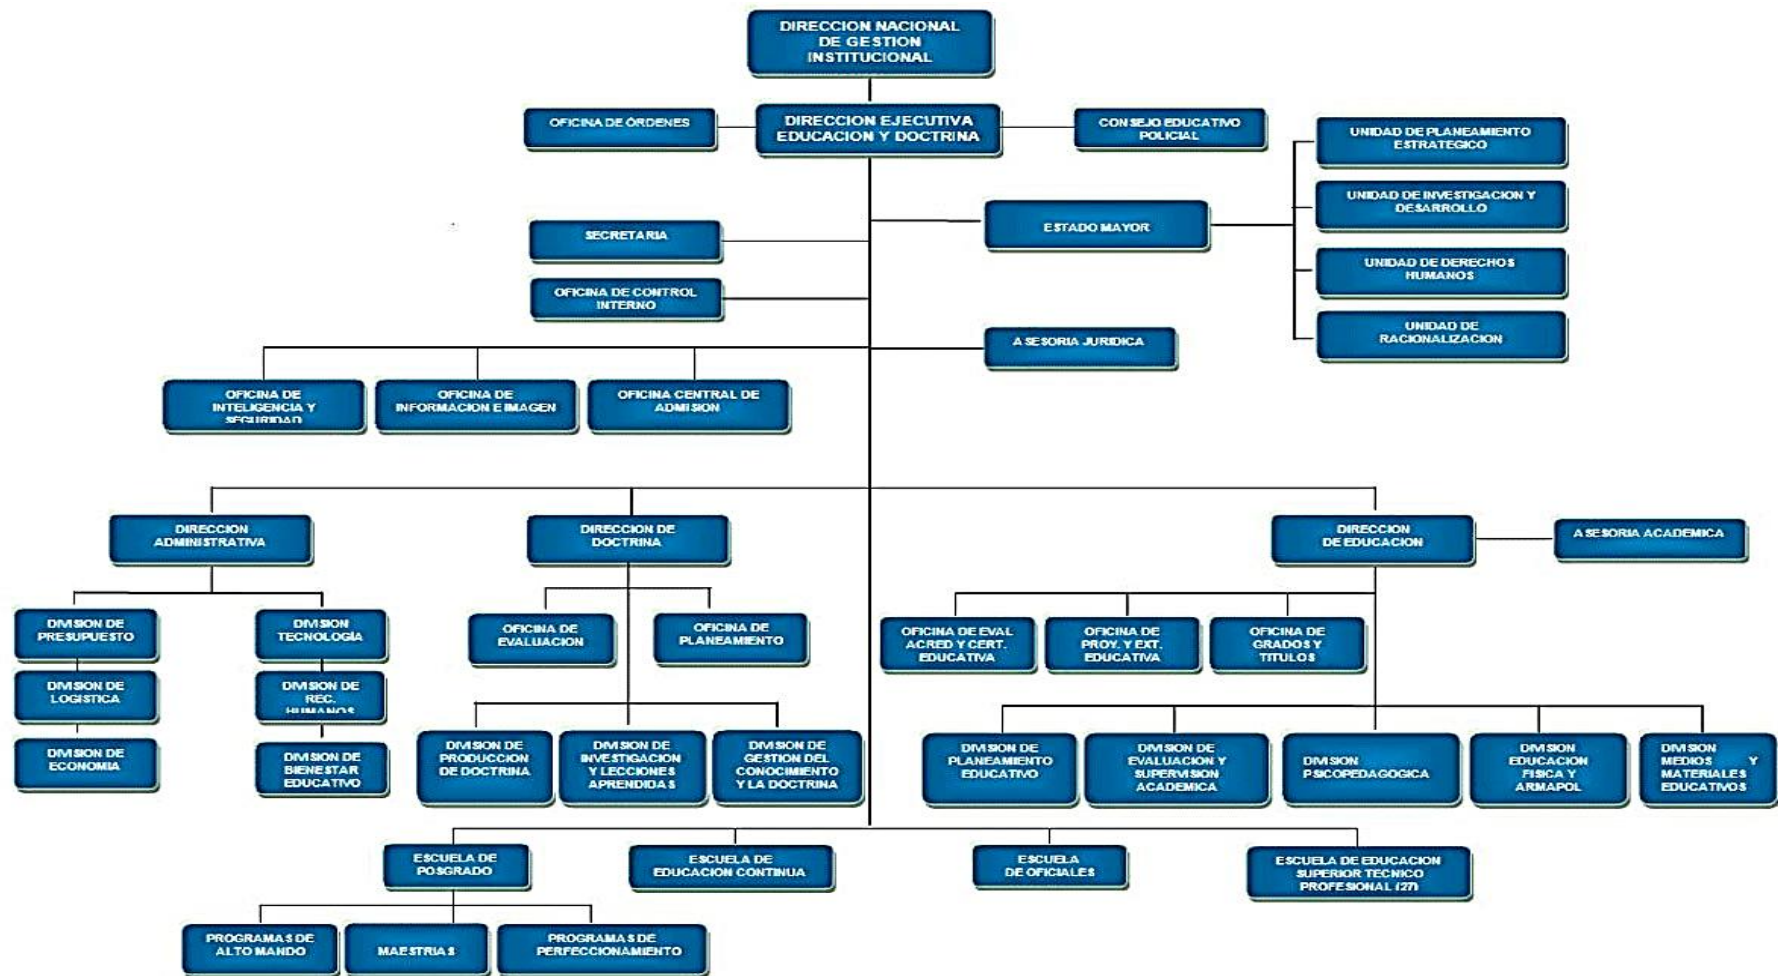 DIRECCION NACIONAL
DE GESTION
INSTITUCIONAL
OFICINA DE ÓRDENES
DIRECCION EJECUTIVA
EDUCACION Y DOCTRINA
CONSEJO EDUCATIVO
POLICIAL
UNIDAD DE PLANEAMIENTO
ESTRATEGICO
UNIDAD DE INVESTIGACION Y
DESARROLLO
SECRETARIA
ESTADO MAYOR
UNIDAD DE DERECHOS
HUMANOS
OFICINA DE CONTROL
INTERNO
UNIDAD DE
RACIONALIZACION
ASESORIA JURIDICA
OFICINA DE
INTELIGENCIA Y
SEGURIDAD
OFICINA DE
INFORMACION E IMAGEN
OFICINA CENTRAL DE
ADMISION
DIRECCION
ADMINISTRATIVA
DIRECCION DE
DOCTRINA
DIRECCION
DE EDUCACION
ASESORIA ACADEMICA
DIVISION DE
PRESUPUESTO
DIVISION
TECNOLOGÍA
OFICINA DE
EVALUACION
OFICINA DE
PLANEAMIENTO
OFICINA DE EVAL
ACRED Y CERT.
EDUCATIVA
OFICINA DE
PROY. Y EXT.
EDUCATIVA
OFICINA DE
GRADOS Y
TITULOS
DIVISION DE
LOGISTICA
DIVISION DE
REC.
HUMANOS
DIVISION DE
ECONOMIA
DIVISION DE
BIENESTAR
EDUCATIVO
DIVISION DE
PRODUCCION
DE DOCTRINA
DIVISION DE
INVESTIGACION
Y LECCIONES
APRENDIDAS
DIVISION DE
GESTION DEL
CONOCIMIENTO
Y LA DOCTRINA
DIVISION DE
PLANEAMIENTO
EDUCATIVO
DIVISION DE
EVALUACION Y
SUPERVISION
ACADEMICA
DIVISION
PSICOPEDAGOGICA
DIVISION
EDUCACION
FISICA Y
ARMAPOL
DIVISION
MEDIOS Y
MATERIALES
EDUCATIVOS
ESCUELA DE
POSGRADO
ESCUELA DE
EDUCACION CONTINUA
ESCUELA
DE OFICIALES
ESCUELA DE EDUCACION
SUPERIOR TECNICO
PROFESIONAL (27)
PROGRAMAS DE
ALTO MANDO
MAESTRIAS
PROGRAMAS DE
PERFECCIONAMIENTO